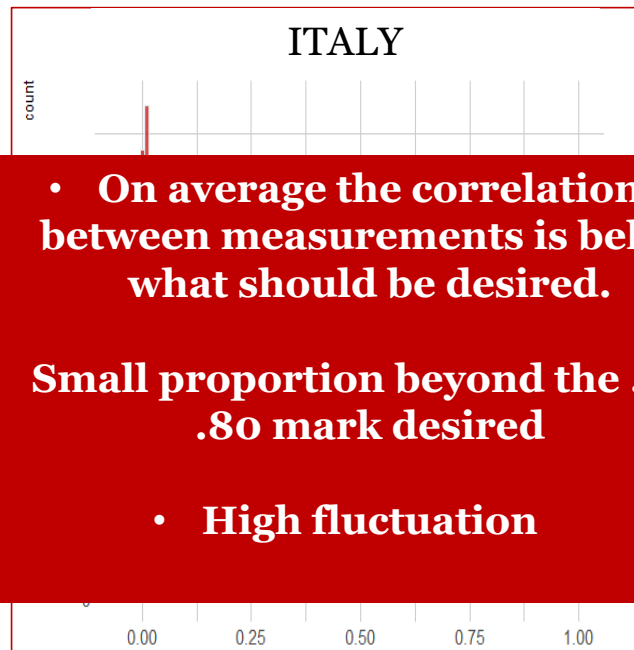 ITALY
count
• On average the correlation
between measurements is
what should be desired.
Small proportion beyond the
.80 mark desired
• High fluctuation
0.00 0.25 0.50 0.75 1.00